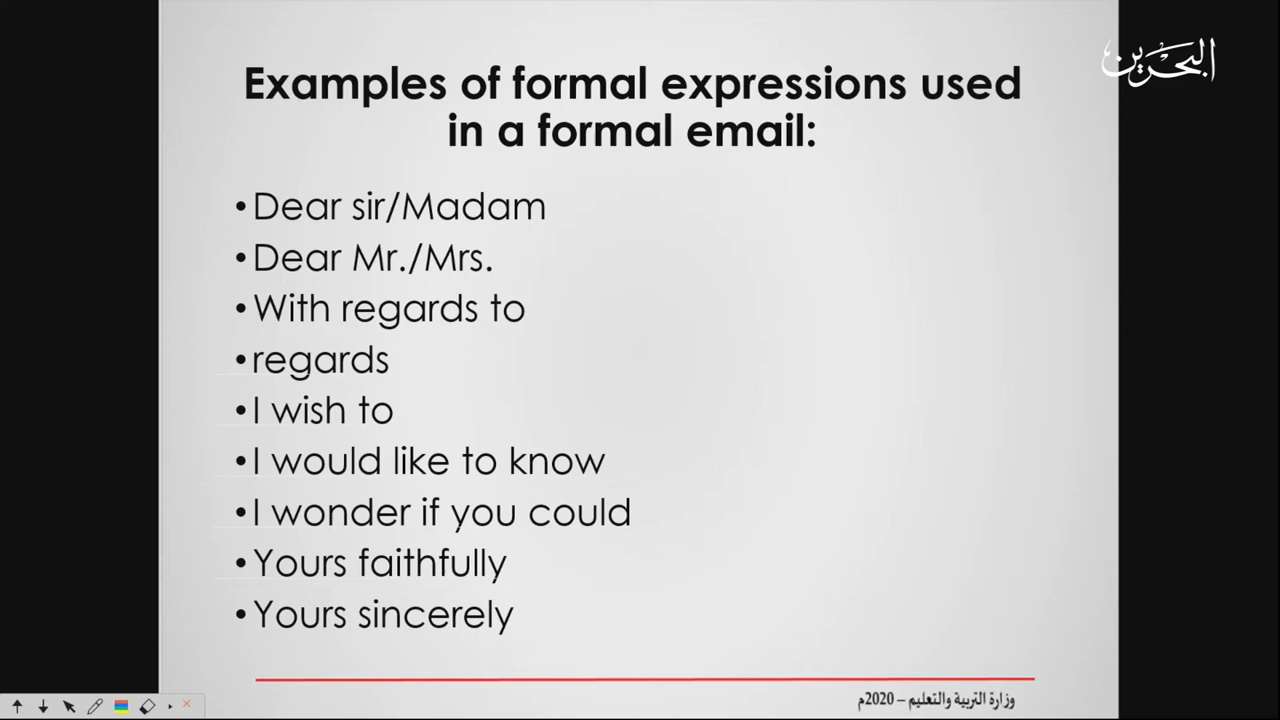 البحرين
Examples of formal expressions used
in a formal email:
• Dear sir/Madam
• Dear Mr./Mrs.
• With regards to
• regards
• I wish to
• I would like to know
• I wonder if you could
• Yours faithfully
• Yours sincerely
وزارة التربية والتعليم – 2020م